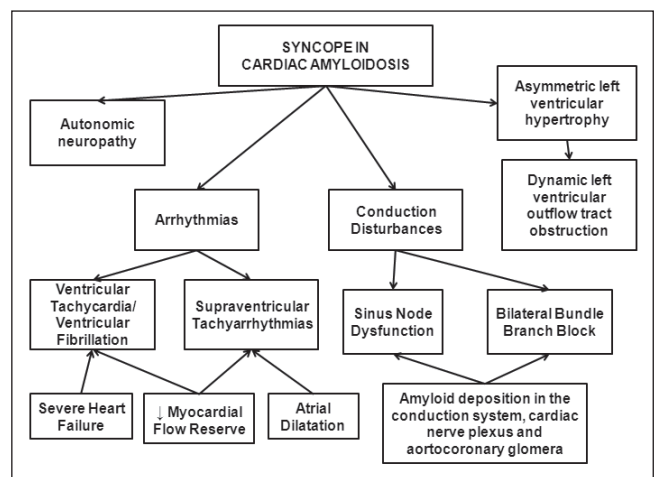 SYNCOPE IN
CARDIAC AMYLOIDOSIS
Autonomic
neuropathy
Asymmetric left
ventricular
hypertrophy
Dynamic left
ventricular
outflow tract
obstruction
Arrhythmias
Conduction
Disturbances
Ventricular
Tachycardia/
Ventricular
Fibrillation
Supraventricular
Tachyarrhythmias
Sinus Node
Dysfunction
Bilateral Bundle
Branch Block
Severe Heart
Failure
↓ Myocardial
Flow Reserve
Atrial
Dilatation
Amyloid deposition in the
conduction system, cardiac
nerve plexus and
aortocoronary glomera